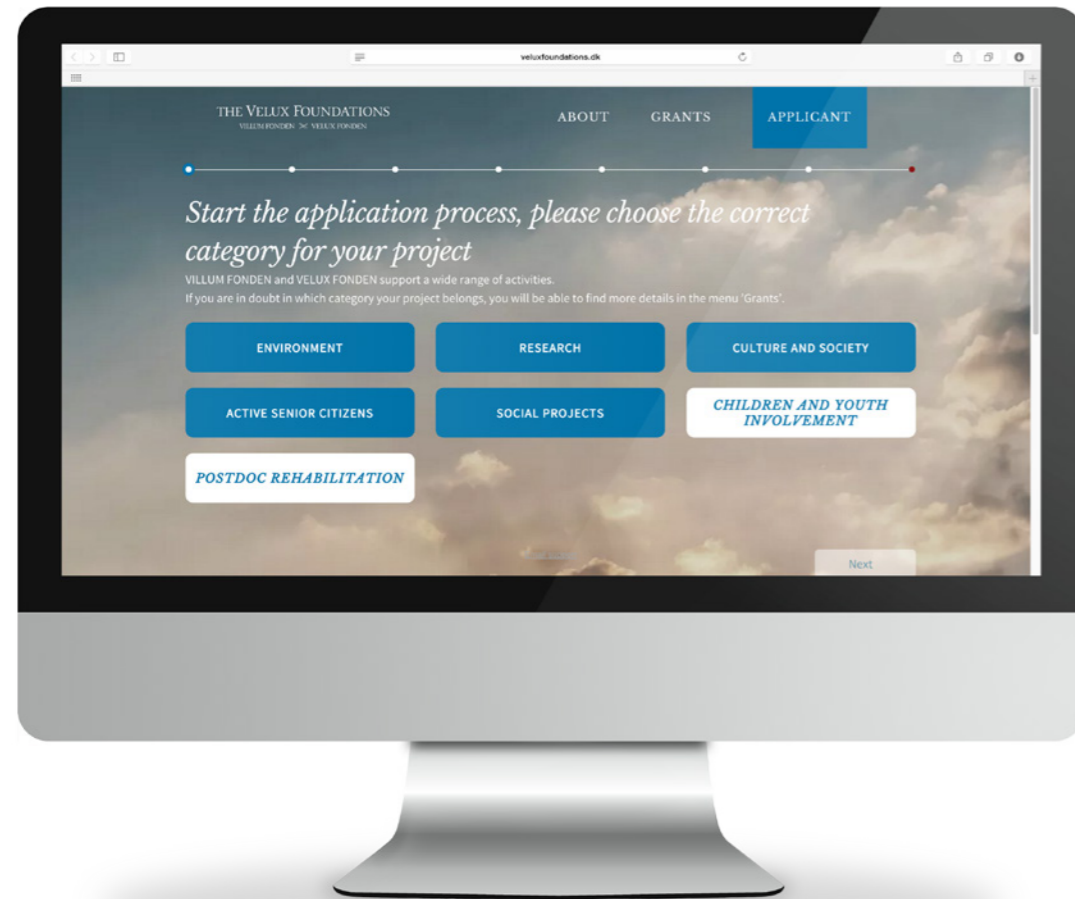 veluxfoundations.dk
THE VELUX FOUNDATIONS
VILLUM FONDEN VELUX FONDEN
ABOUT
GRANTS
APPLICANT
Start the application process, please choose the correct
category for your project
VILLUM FONDEN and VELUX FONDEN support a wide range of activities.
If you are in doubt in which category your project belongs, you will be able to find more details in the menu 'Grants'.
ENVIRONMENT
RESEARCH
CULTURE AND SOCIETY
ACTIVE SENIOR CITIZENS
SOCIAL PROJECTS
CHILDREN AND YOUTH
INVOLVEMENT
POSTDOC REHABILITATION
Next